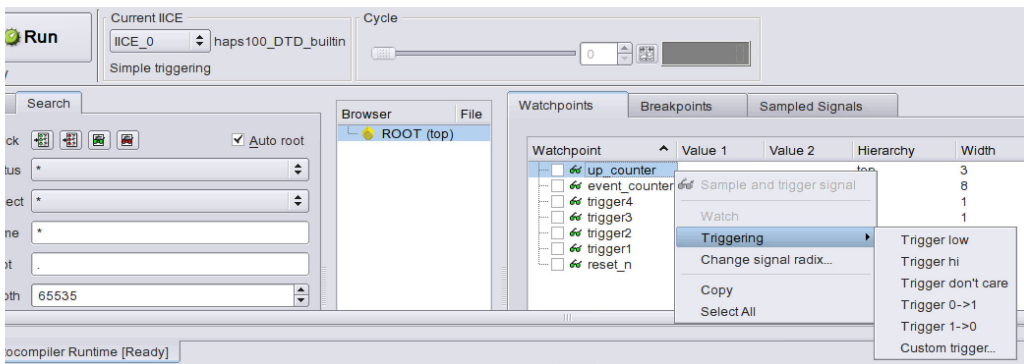 Current IICE
Cycle
Run
IICE_0
haps100_DTD_builtin
0
Simple triggering
Search
Browser
File
ROOT (top)
Auto root
*
*
*
.
65535
Watchpoints
Breakpoints
Sampled Signals
Watchpoint
Value 1
Value 2
Hierarchy
Width
up_counter
3
event_counter
8
trigger4
1
trigger3
1
trigger2
trigger1
reset_n
Sample and trigger signal
Watch
Triggering
Change signal radix...
Copy
Select All
Trigger low
Trigger hi
Trigger don't care
Trigger 0->1
Trigger 1->0
Custom trigger...
ocompiler Runtime [Ready]